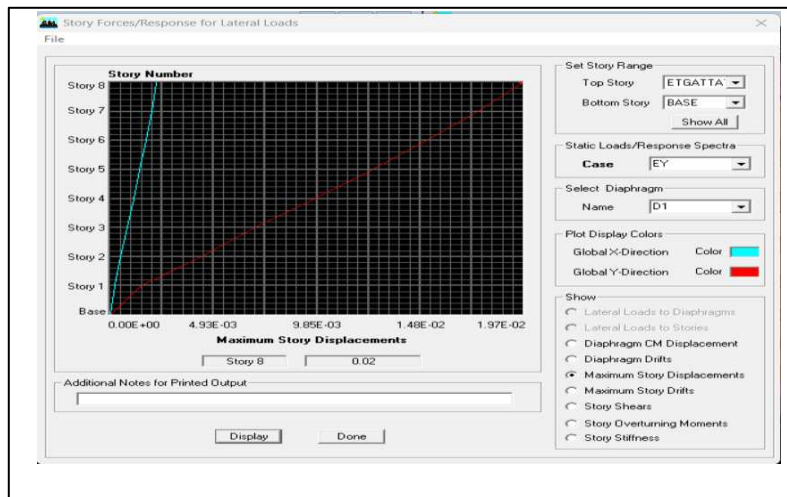 Story Forces/Response for Lateral Loads
File
Story Number
Story 8
Story 7
Story 6
Story 5
Story 4
Story 3
Story 2
Story 1
Base
0.00E+00 4.93E-03 9.85E-03 1.48E-02 1.97E-02
Maximum Story Displacements
Story 8 0.02
Additional Notes for Printed Output
Display Done
Set Story Range
Top Story ETGATTA
Bottom Story BASE
Show All
Static Loads/Response Spectra
Case EY
Select Diaphragm
Name D1
Plot Display Colors
Global X-Direction Color
Global Y-Direction Color
Show
Lateral Loads to Diaphragms
Lateral Loads to Stories
Diaphragm CM Displacement
Diaphragm Drifts
Maximum Story Displacements
Maximum Story Drifts
Story Shears
Story Overturning Moments
Story Stiffness